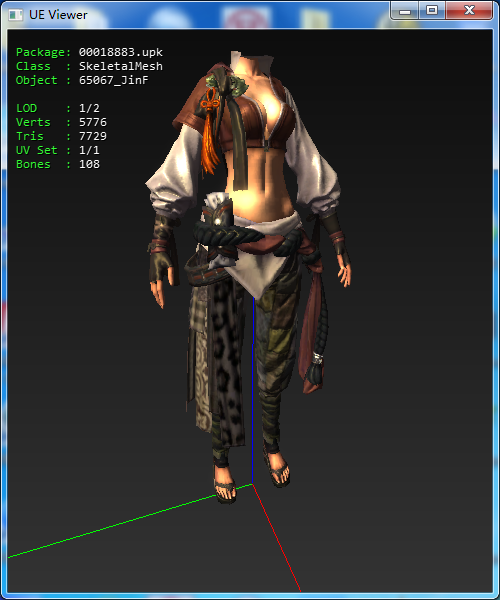 UE Viewer
Package: 00018883.upk
Class : SkeletalMesh
Object : 65067_JinF
LOD : 1/2
Verts : 5776
Tris : 7729
UV Set : 1/1
Bones : 108